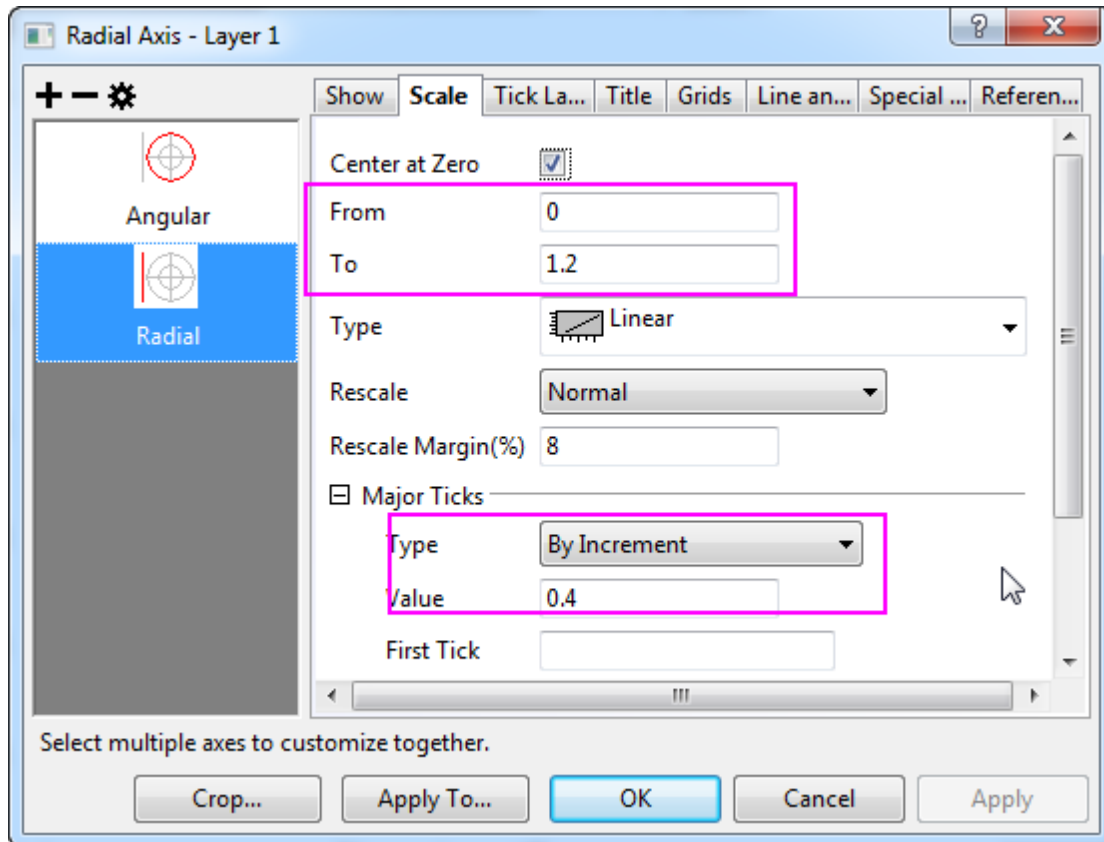 Radial Axis - Layer 1
Show Scale Tick La... Title Grids Line an... Special ... Referen...
Angular
Radial
Center at Zero
From 0
To 1.2
Type Linear
Rescale Normal
Rescale Margin(%) 8
Major Ticks
Type By Increment
Value 0.4
First Tick
Select multiple axes to customize together.
Crop... Apply To... OK Cancel Apply